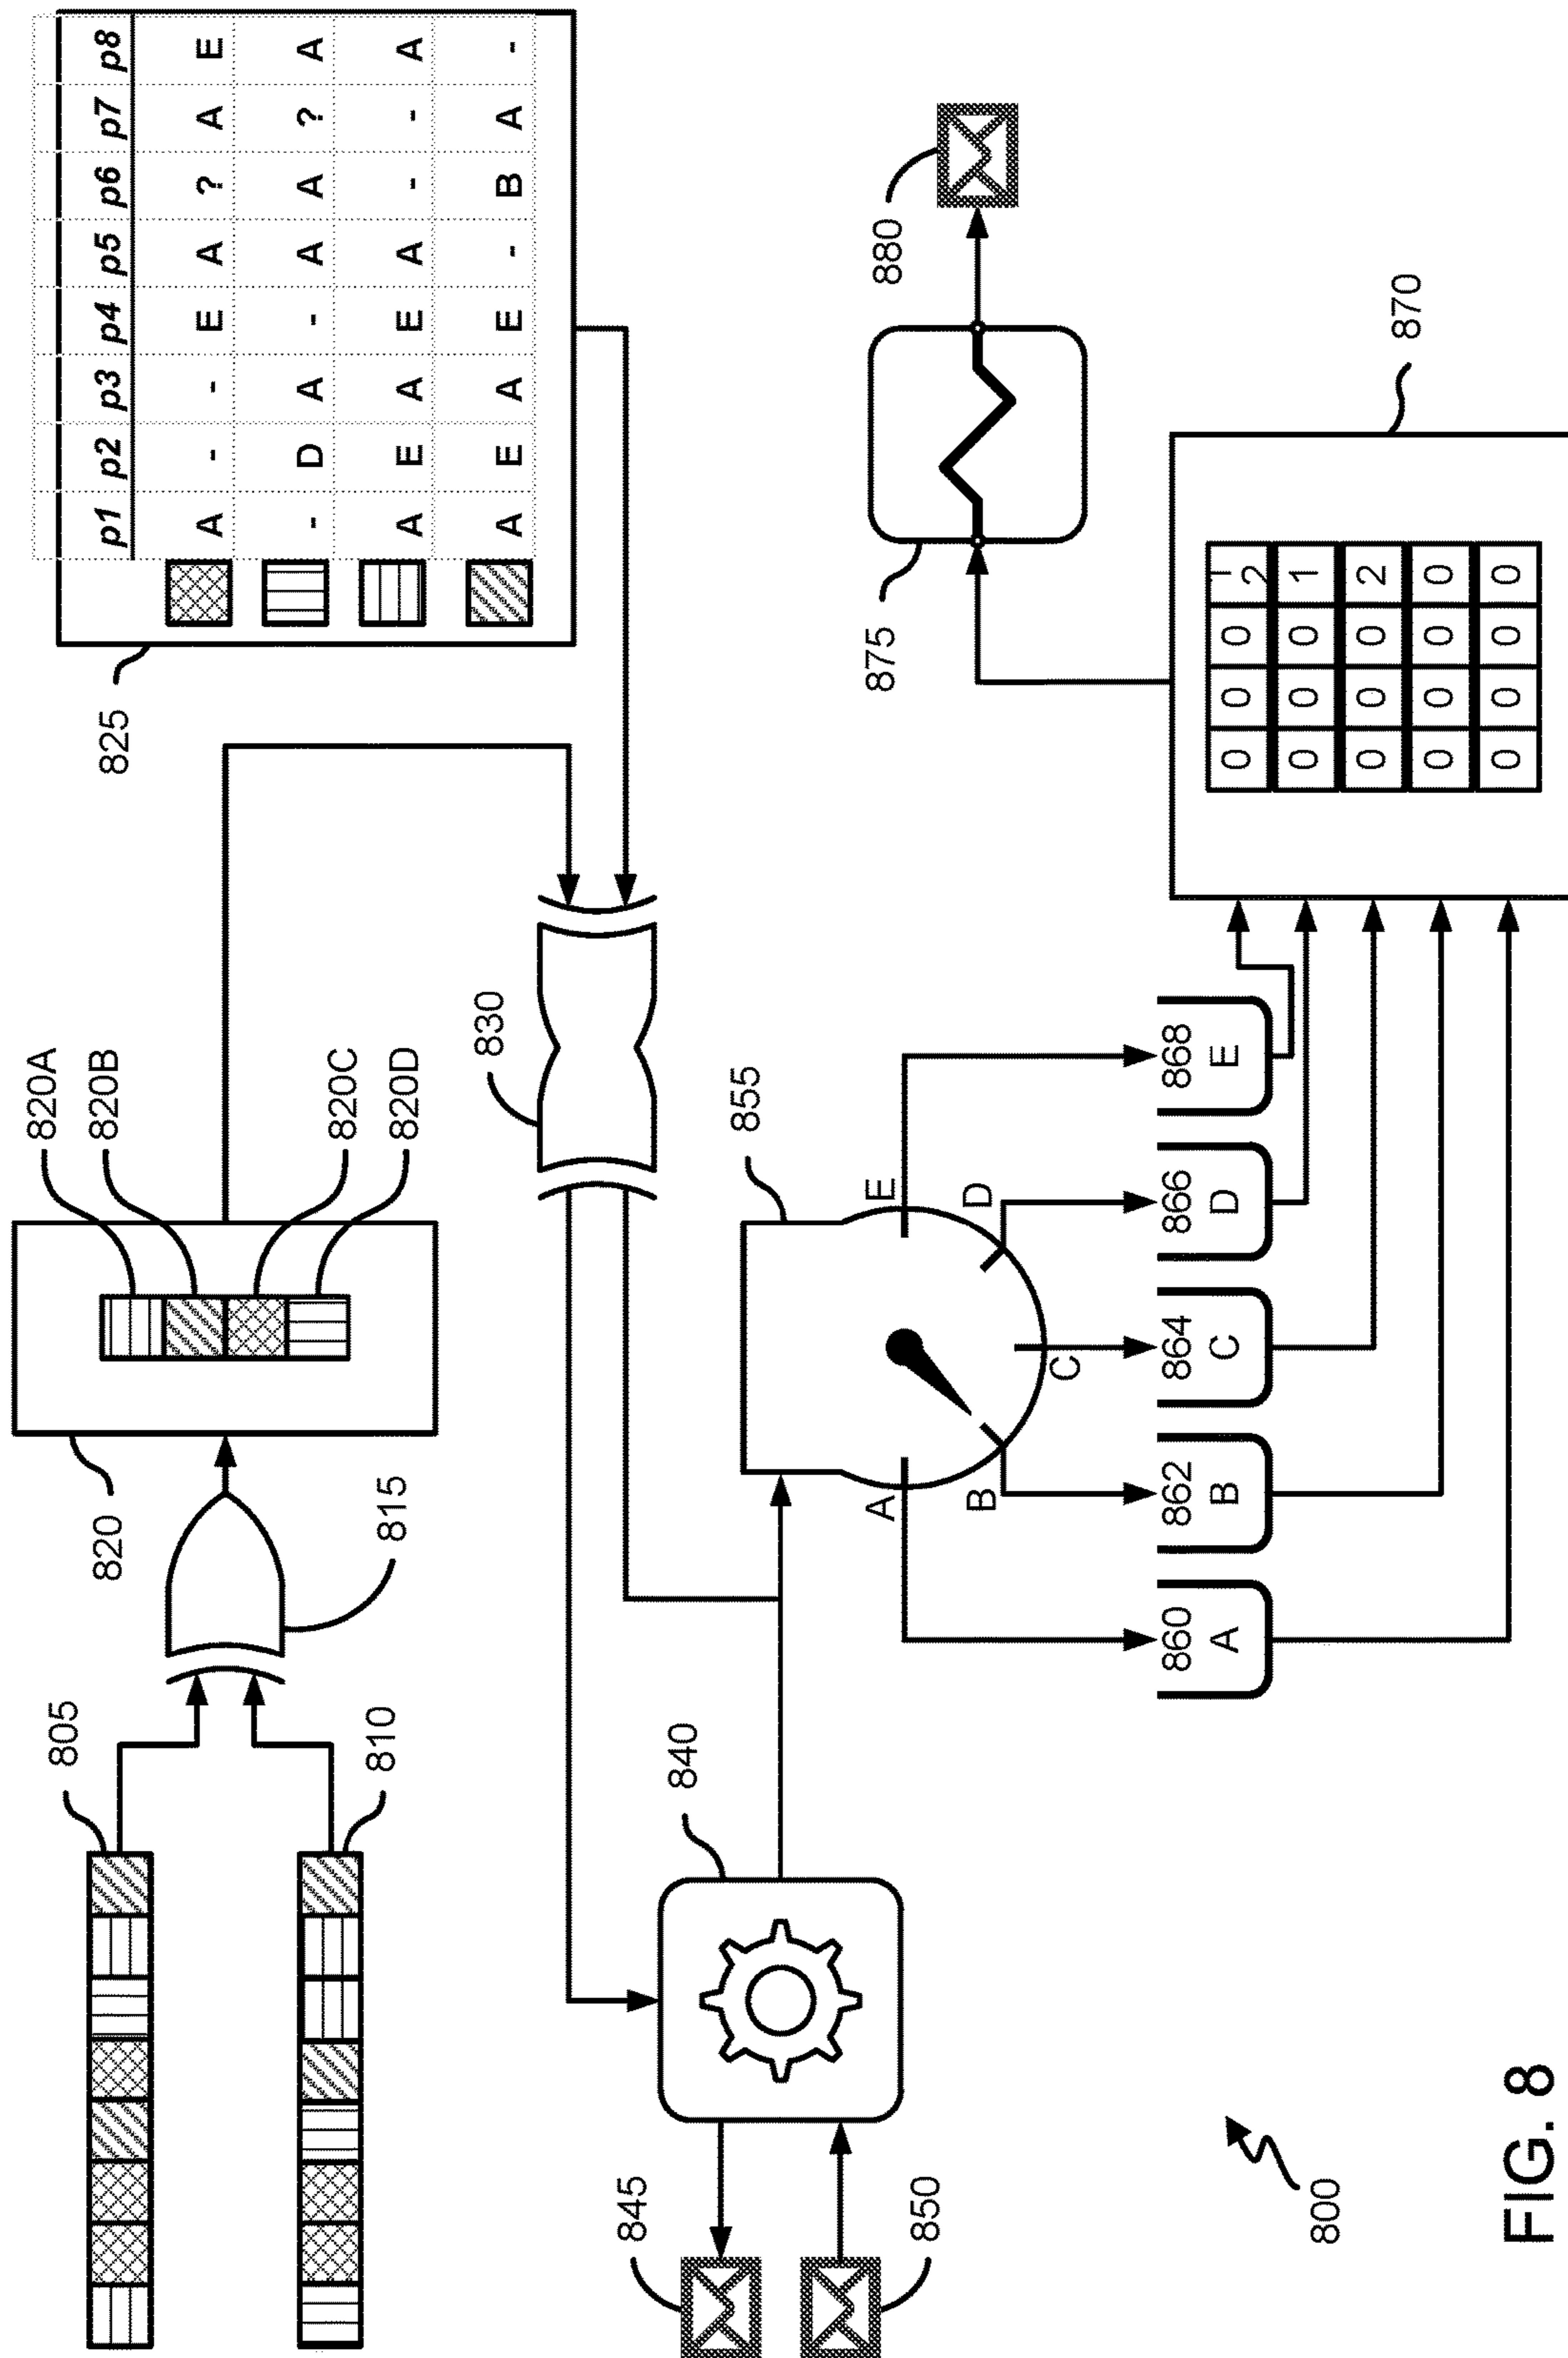 805
810
815
820
820A
820B
820C
820D
825
p1 p2 p3 p4 p5 p6 p7 p8
A - - E A ? A E
- D A - A A ? A
A E A E A - - A
A E A E - B A -
830
840
845
850
855
A
B
C
D
E
860
A
862
B
864
C
866
D
868
E
870
0 0 0 12
0 0 0 1
0 0 0 2
0 0 0 0
0 0 0 0
875
880
800
FIG. 8